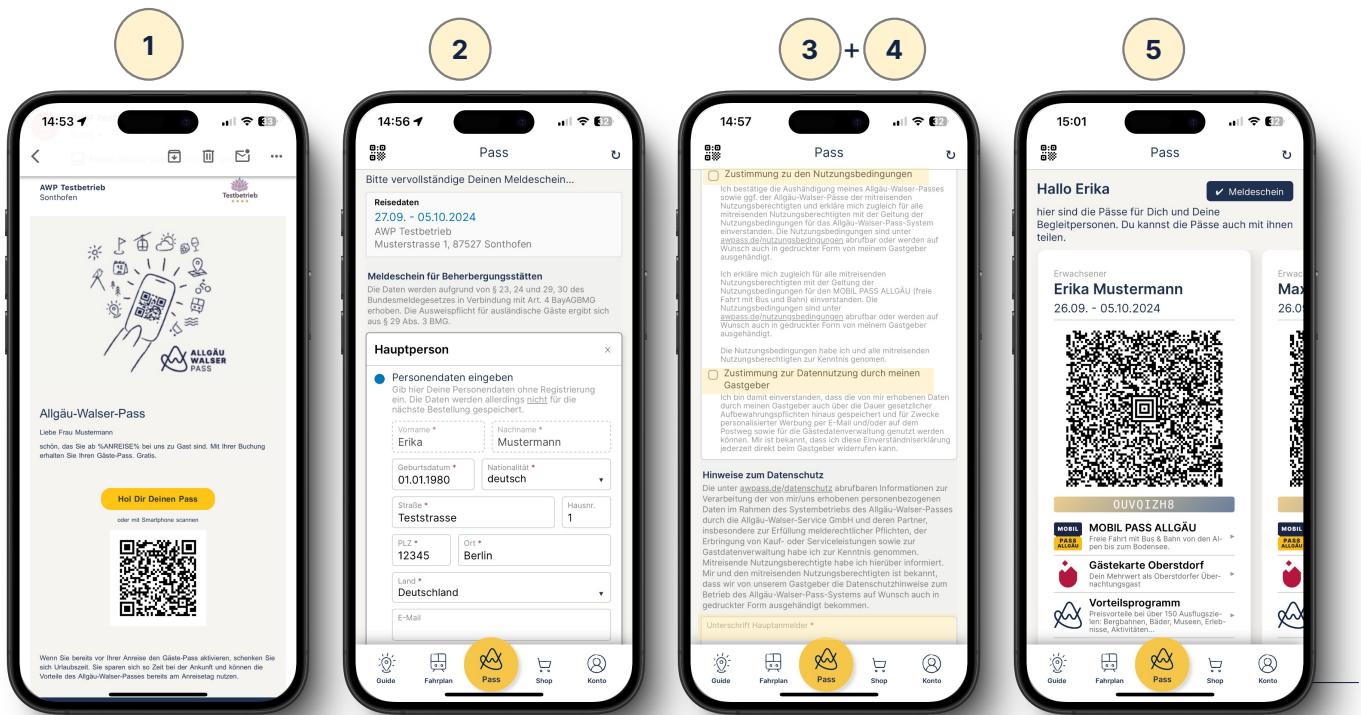 1
2
3
+
4
5
14:53
33
AWP Testbetrieb
Sonthofen
Testbetrieb
ALLGÄU
WALSER
PASS
Allgäu-Walser-Pass
Liebe Frau Mustermann
schön, das Sie ab %ANREISE% bei uns zu Gast sind. Mit Ihrer Buchung
erhalten Sie Ihren Gäste-Pass. Gratis.
Hol Dir Deinen Pass
oder mit Smartphone scannen
Wenn Sie bereits vor Ihrer Anreise den Gäste-Pass aktivieren, schenken Sie
sich Urlaubszeit. Sie sparen sich so Zeit bei der Ankunft und können die
Vorteile des Allgäu-Walser-Passes bereits am Anreisetag nutzen.
14:56
32
Pass
Bitte vervollständige Deinen Meldeschein...
Reisedaten
27.09. - 05.10.2024
AWP Testbetrieb
Musterstrasse 1, 87527 Sonthofen
Meldeschein für Beherbergungsstätten
Die Daten werden aufgrund von § 23, 24 und 29, 30 des
Bundesmeldegesetzes in Verbindung mit Art. 4 BayAGBMG
erhoben. Die Ausweispflicht für ausländische Gäste ergibt sich
aus § 29 Abs. 3 BMG.
Hauptperson
×
Personendaten eingeben
Gib hier Deine Personendaten ohne Registrierung
ein. Die Daten werden allerdings nicht für die
nächste Bestellung gespeichert.
Vorname *
Erika
Nachname *
Mustermann
Geburtsdatum *
01.01.1980
Nationalität *
deutsch
Straße *
Teststrasse
Hausnr.
1
PLZ *
12345
Ort *
Berlin
Land *
Deutschland
E-Mail
Guide
Fahrplan
Pass
Shop
Konto
14:57
32
Pass
Zustimmung zu den Nutzungsbedingungen
Ich bestätige die Aushändigung meines Allgäu-Walser-Passes
sowie ggf. der Allgäu-Walser-Pässe der mitreisenden
Nutzungsberechtigten und erkläre mich zugleich für alle
mitreisenden Nutzungsberechtigten mit der Geltung der
Nutzungsbedingungen für das Allgäu-Walser-Pass-System
einverstanden. Die Nutzungsbedingungen sind unter
awpass.de/nutzungsbedingungen abrufbar oder werden auf
Wunsch auch in gedruckter Form von meinem Gastgeber
ausgehändigt.
Ich erkläre mich zugleich für alle mitreisenden
Nutzungsberechtigten mit der Geltung der
Nutzungsbedingungen für den MOBIL PASS ALLGÄU (freie
Fahrt mit Bus und Bahn) einverstanden. Die
Nutzungsbedingungen sind unter
awpass.de/nutzungsbedingungen abrufbar oder werden auf
Wunsch auch in gedruckter Form von meinem Gastgeber
ausgehändigt.
Die Nutzungsbedingungen habe ich und alle mitreisenden
Nutzungsberechtigten zur Kenntnis genomen.
Zustimmung zur Datennutzung durch meinen
Gastgeber
Ich bin damit einverstanden, dass die von mir erhobenen Daten
durch meinen Gastgeber auch über die Dauer gesetzlicher
Aufbewahrungspflichten hinaus gespeichert und für Zwecke
personalisierter Werbung per E-Mail und/oder auf dem
Postweg sowie für die Gästedatenverwaltung genutzt werden
können. Mir ist bekannt, dass ich diese Einverständniserklärung
jederzeit direkt beim Gastgeber widerrufen kann.
Hinweise zum Datenschutz
Die unter awpass.de/datenschutz abrufbaren Informationen zur
Verarbeitung der von mir/uns erhobenen personenbezogenen
Daten im Rahmen des Systembetriebs des Allgäu-Walser-Passes
durch die Allgäu-Walser-Service GmbH und deren Partner,
insbesondere zur Erfüllung melderechtlicher Pflichten, der
Erbringung von Kauf- oder Serviceleistungen sowie zur
Gastdatenverwaltung habe ich zur Kenntnis genommen.
Mitreisende Nutzungsberechtigte habe ich hierüber informiert.
Mir und den mitreisenden Nutzungsberechtigten ist bekannt,
dass wir von unserem Gastgeber die Datenschutzhinweise zum
Betrieb des Allgäu-Walser-Pass-Systems auf Wunsch auch in
gedruckter Form ausgehändigt bekommen.
Unterschrift Hauptanmelder *
Guide
Fahrplan
Pass
Shop
Konto
15:01
32
Pass
Hallo Erika
✔ Meldeschein
hier sind die Pässe für Dich und Deine
Begleitpersonen. Du kannst die Pässe auch mit ihnen
teilen.
Erwachsener
Erika Mustermann
26.09. - 05.10.2024
OUVQIZH8
MOBIL
PASS
ALLGÄU
MOBIL PASS ALLGÄU
Freie Fahrt mit Bus & Bahn von den Al-
pen bis zum Bodensee.
Gästekarte Oberstdorf
Dein Mehrwert als Oberstdorfer Über-
nachtungsgast
Vorteilsprogramm
Preisvorteile bei über 150 Ausflugszie-
len: Bergbahnen, Bäder, Museen, Erleb-
nisse, Aktivitäten...
Erwac
Max
26.0
MOBIL
PASS
ALLGÄU
Guide
Fahrplan
Pass
Shop
Konto